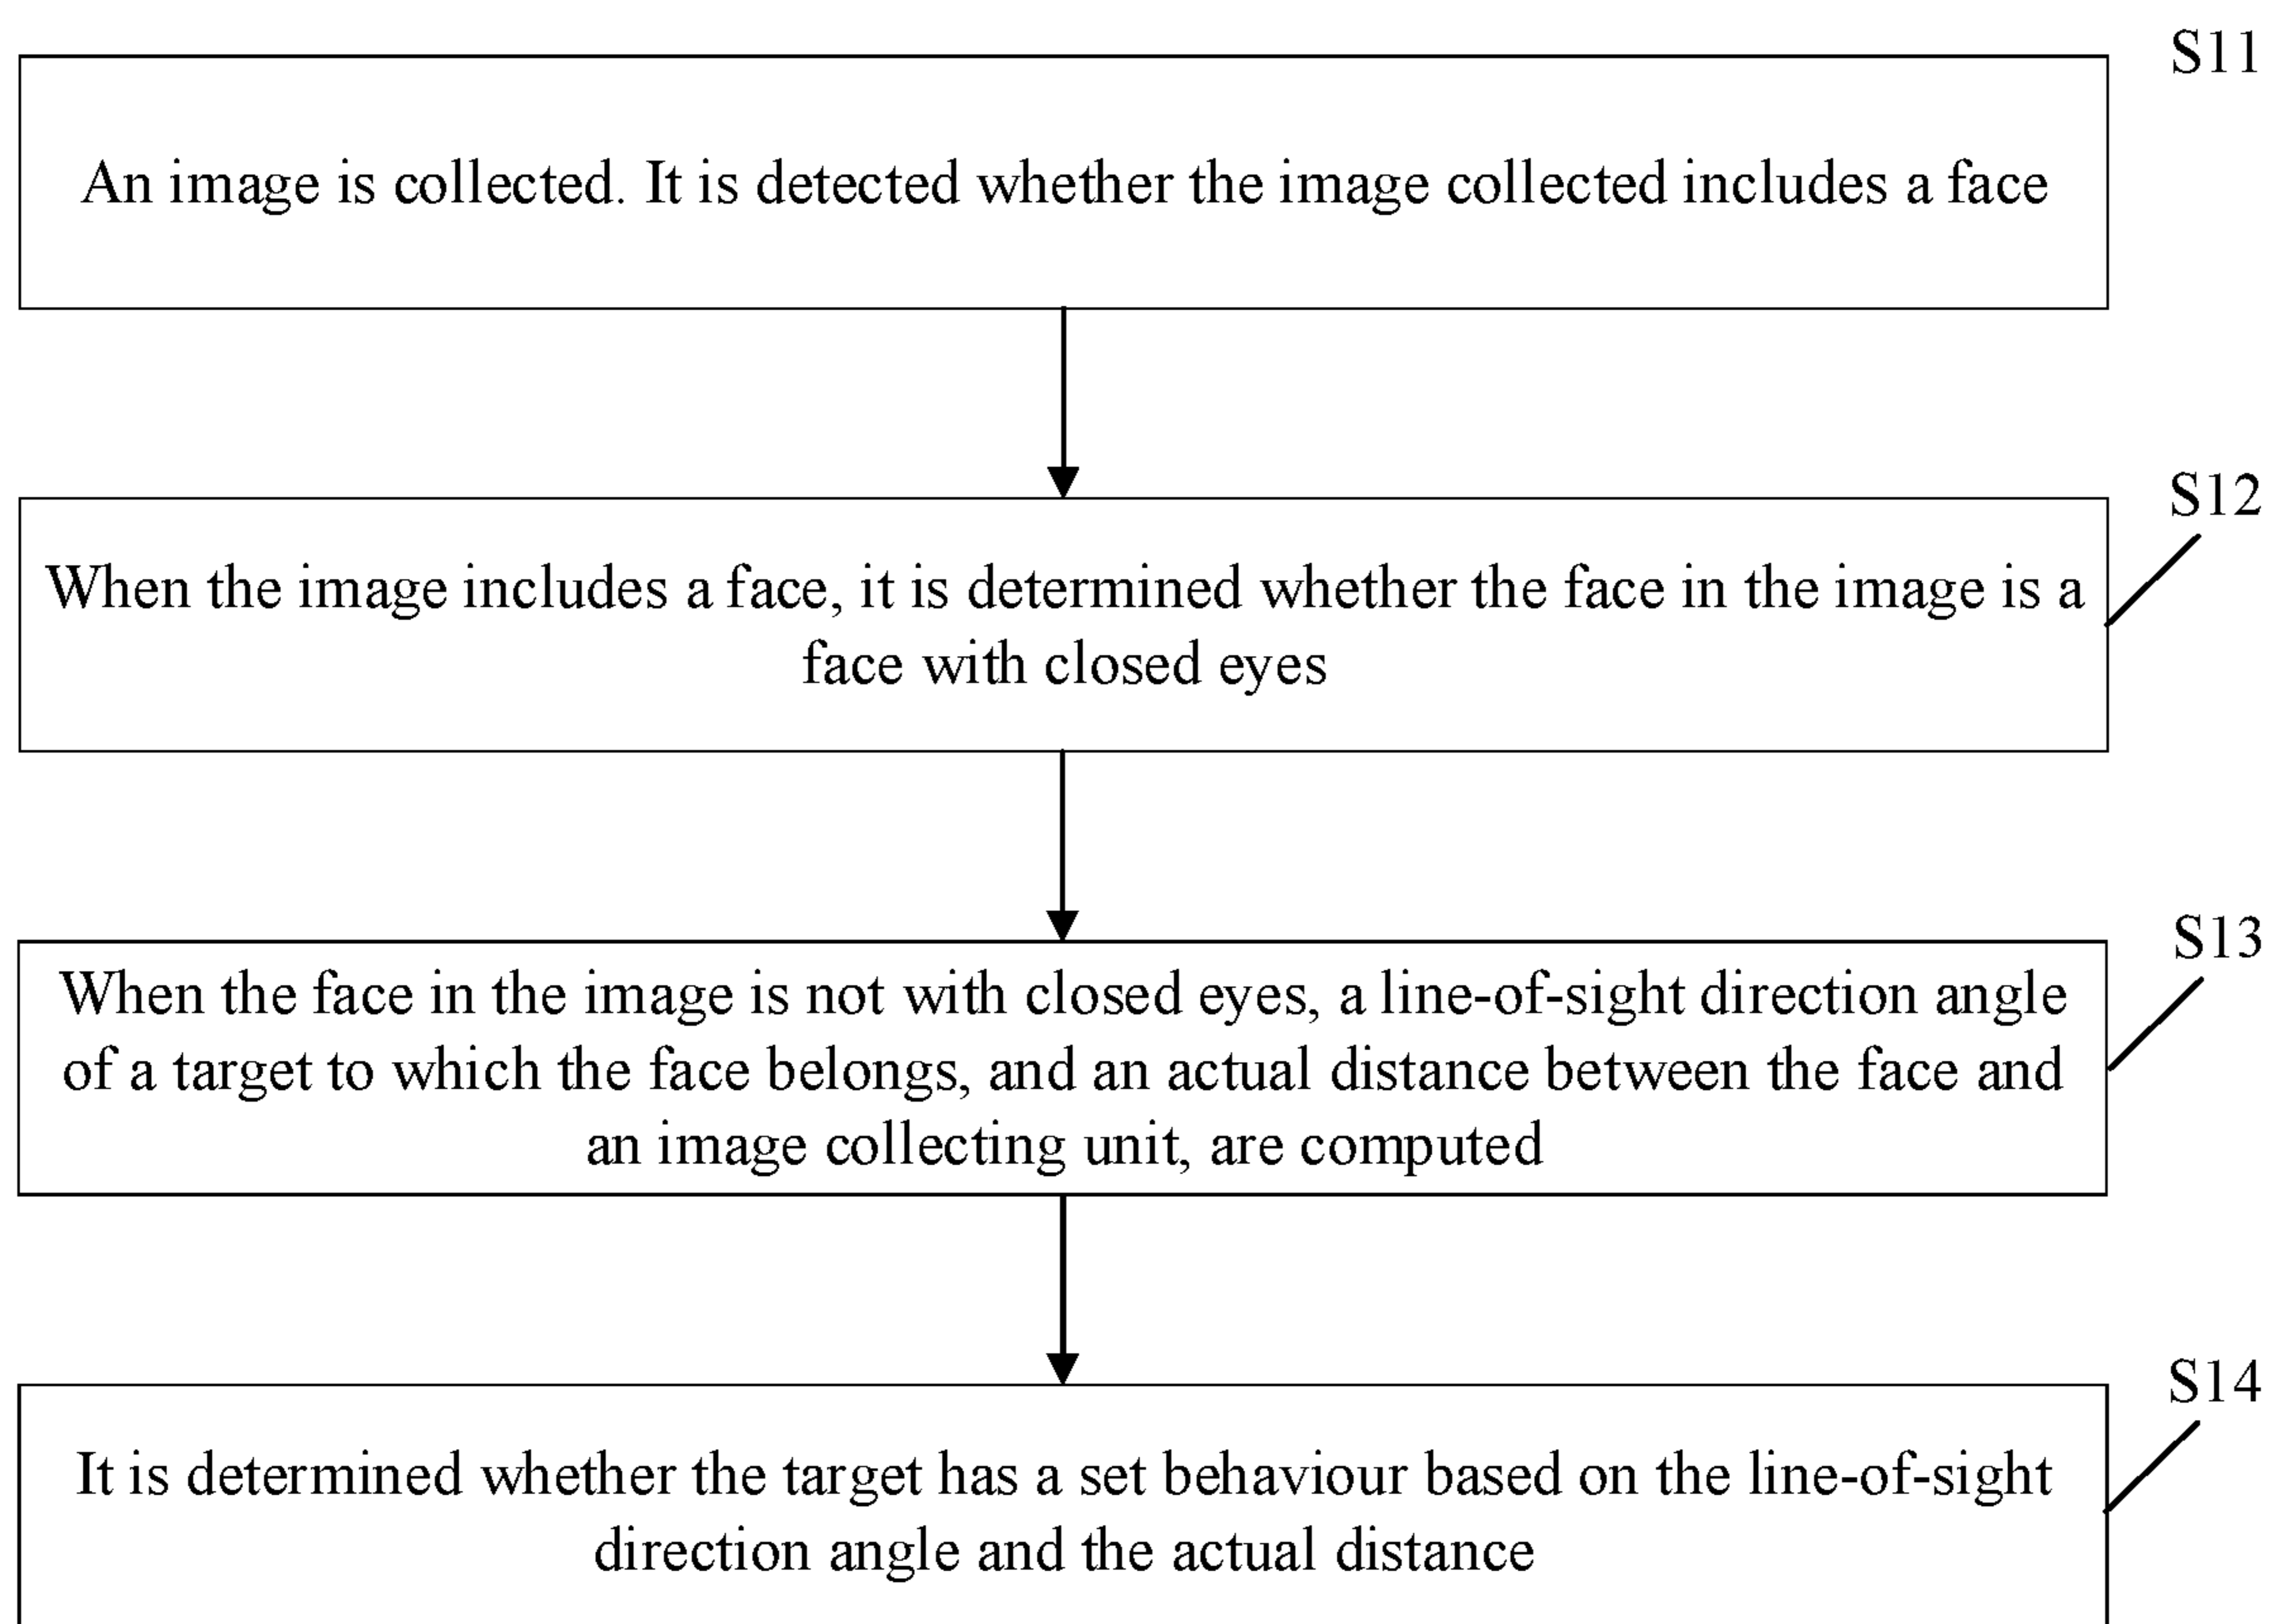 S11
An image is collected. It is detected whether the image collected includes a face
S12
When the image includes a face, it is determined whether the face in the image is a
face with closed eyes
S13
When the face in the image is not with closed eyes, a line-of-sight direction angle
of a target to which the face belongs, and an actual distance between the face and
an image collecting unit, are computed
S14
It is determined whether the target has a set behaviour based on the line-of-sight
direction angle and the actual distance